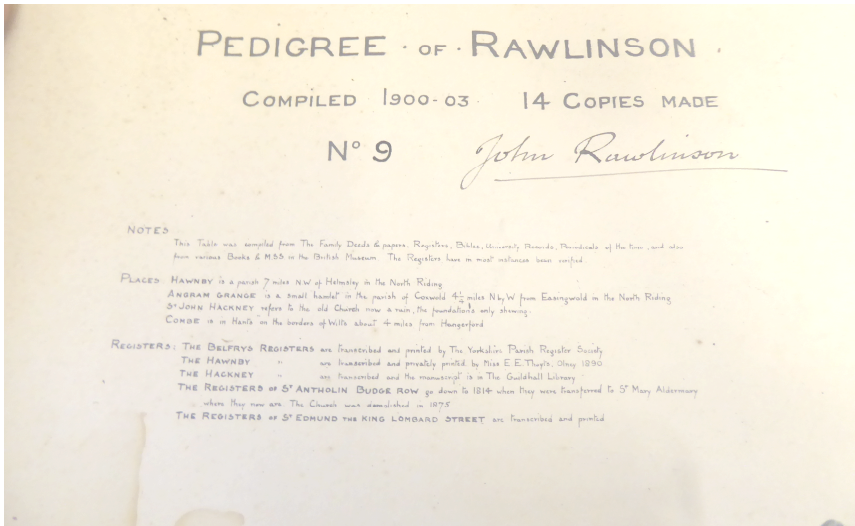 PEDIGREE · OF · RAWLINSON .
COMPILED 1900-03 14 COPIES MADE
No 9 John Rawlinson
NOTES
This Table was compiled from The Family Deeds & papers, Registers, Bibles, University Records, Periodicals of the time, and also
from various Books & MSS in the British Museum. The Registers have in most instances been verified
PLACES: HAWNBY is a parish 7 miles NW of Helmsley in the North Riding
ANGRAM GRANGE is a small hamlet in the parish of Coxwold 4¼ miles N by W from Easingwold in the North Riding
St JOHN HACKNEY refers to the old Church now a ruin, the foundations only shewing.
COMBE is in Hants on the borders of Wilts about 4 miles from Hungerford
REGISTERS: THE BELFRYS REGISTERS are transcribed and printed by The Yorkshire Parish Register Society
THE HAWNBY " are transcribed and privately printed by Miss E.E. Thoyts, Olney 1890
THE HACKNEY " are transcribed and the manuscript is in The Guildhall Library
THE REGISTERS OF St ANTHOLIN BUDGE ROW go down to 1814 when they were transferred to St Mary Aldermary
where they now are. The Church was demolished in 1875
THE REGISTERS OF St EDMUND THE KING LOMBARD STREET are transcribed and printed